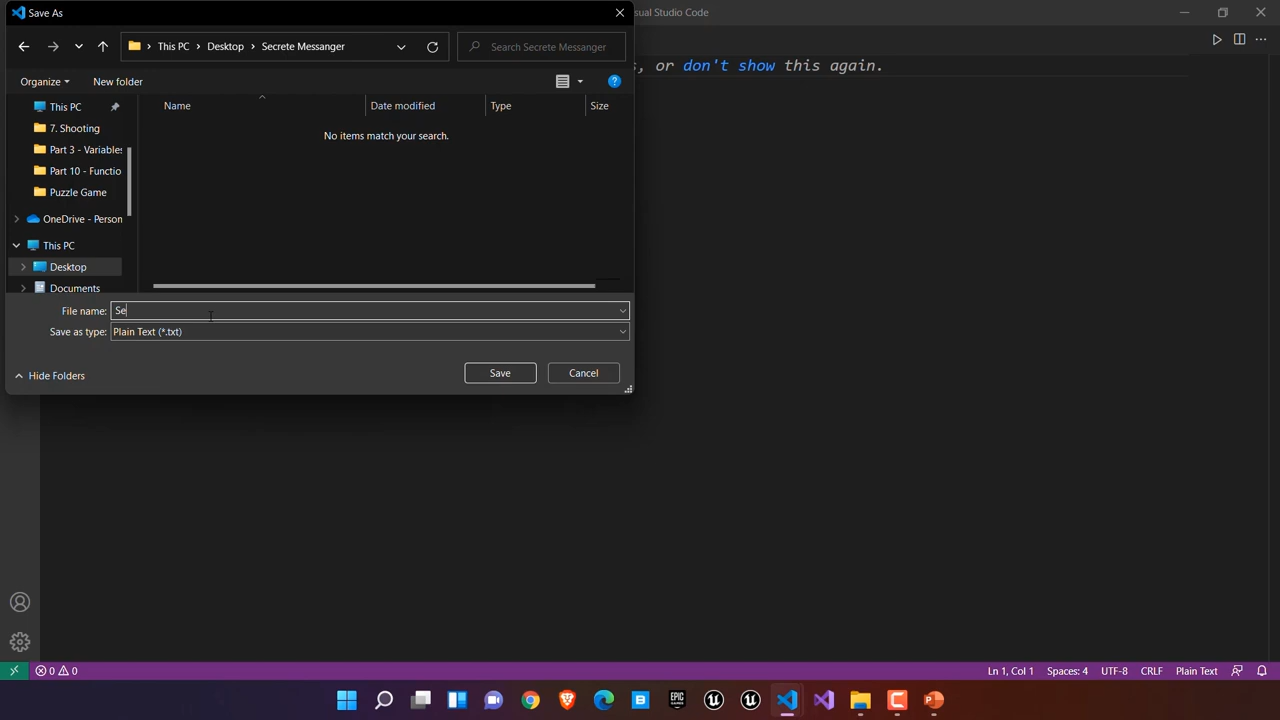 Save As
sual Studio Code
This PC
Desktop
Secrete Messanger
Search Secrete Messanger
s, or don't show this again.
Organize
New folder
Name
Date modified
Type
Size
No items match your search.
This PC
7. Shooting
Part 3 - Variables
Part 10 - Functio
Puzzle Game
OneDrive - Person
This PC
Desktop
Documents
File name: Se
Save as type: Plain Text (*.txt)
Hide Folders
Save
Cancel
0 0
Ln 1, Col 1
Spaces: 4
UTF-8
CRLF
Plain Text
EPIC
GAMES